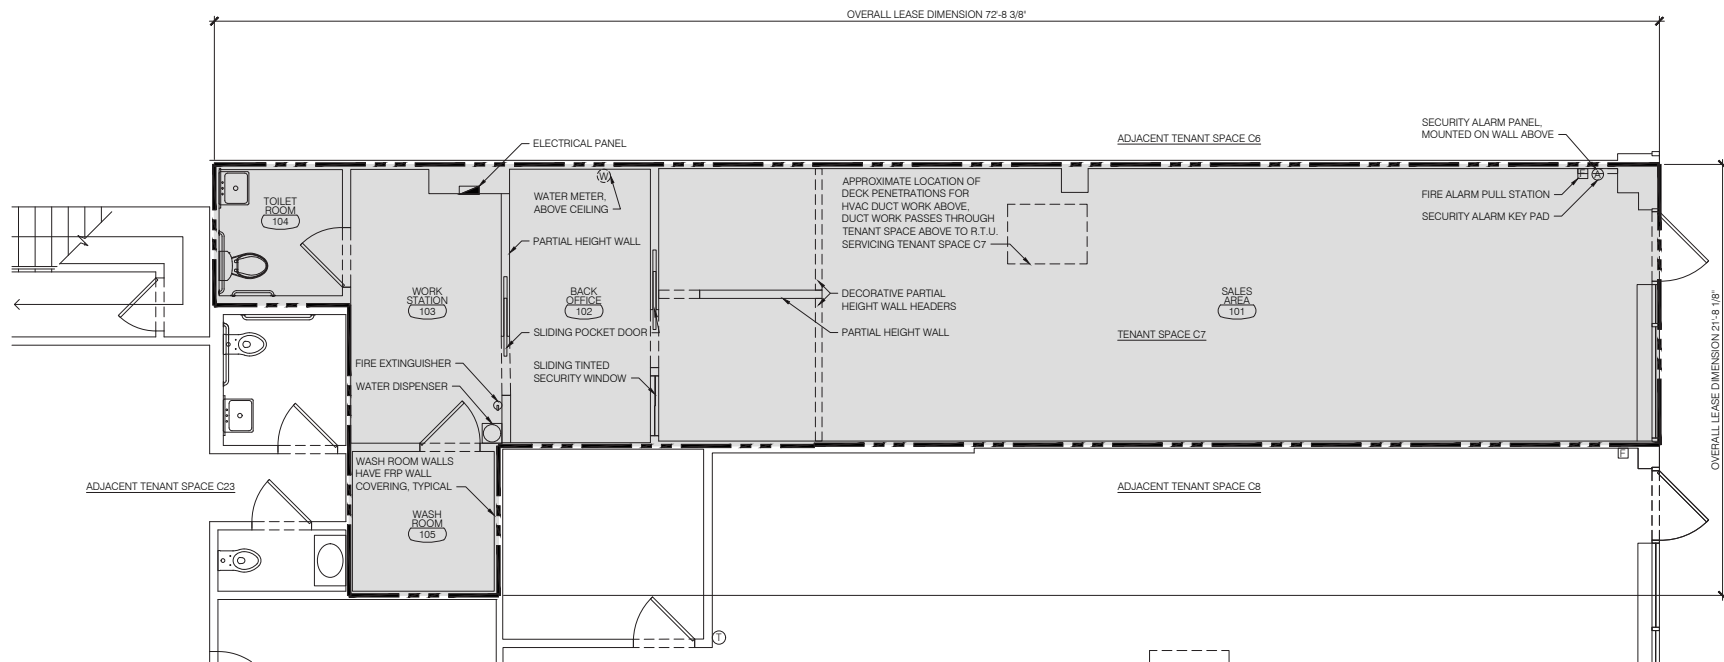 OVERALL LEASE DIMENSION 72'-8 3/8"
ADJACENT TENANT SPACE C6
SECURITY ALARM PANEL,
MOUNTED ON WALL ABOVE
ELECTRICAL PANEL
W
WATER METER,
ABOVE CEILING
APPROXIMATE LOCATION OF
DECK PENETRATIONS FOR
HVAC DUCT WORK ABOVE,
DUCT WORK PASSES THROUGH
TENANT SPACE ABOVE TO R.T.U.
SERVICING TENANT SPACE C7
F
A
FIRE ALARM PULL STATION
SECURITY ALARM KEY PAD
TOILET
ROOM
104
PARTIAL HEIGHT WALL
WORK
STATION
103
BACK
OFFICE
102
DECORATIVE PARTIAL
HEIGHT WALL HEADERS
PARTIAL HEIGHT WALL
SALES
AREA
101
TENANT SPACE C7
SLIDING POCKET DOOR
SLIDING TINTED
SECURITY WINDOW
FIRE EXTINGUISHER
WATER DISPENSER
OVERALL LEASE DIMENSION 21'-8 1/8"
WASH ROOM WALLS
HAVE FRP WALL
COVERING, TYPICAL
WASH
ROOM
105
ADJACENT TENANT SPACE C23
ADJACENT TENANT SPACE C8
F
T